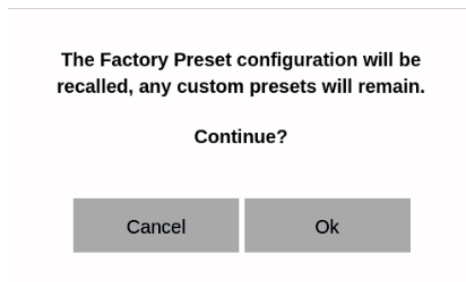 The Factory Preset configuration will be
recalled, any custom presets will remain.
Continue?
Cancel
Ok